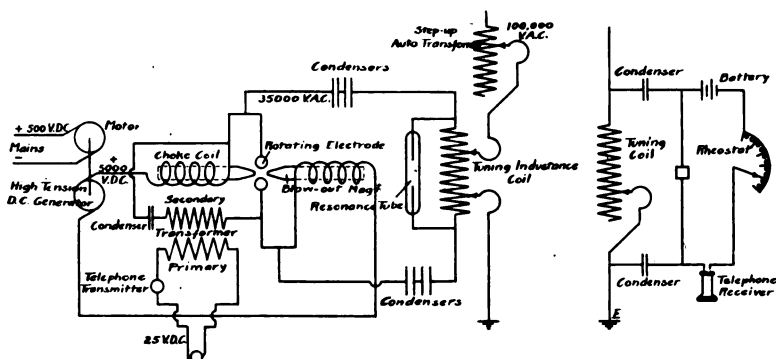 Step-up
Auto Transfor
100,000
V.A.C.
Condensers
35000 V.A.C.
Condenser
Battery
+ 500 V.DC
Motor
Mains
-
+
5000
V.D.C.
Choke Coil
Rotating Electrode
Blow-out Magt
High Tension
D.C. Generator
Tuning Inductance
Coil
Resonance Tube
Tuning
Coil
Rheostat
Condenser
Secondary
Transformer
Primary
Telephone
Transmitter
Condensers
Condenser
Telephone
Receiver
25 V.D.C.
E